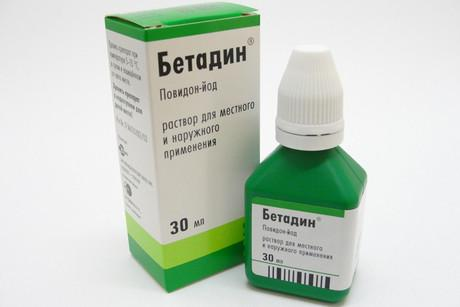 Бетадин®
Повидон-йод
раствор для местного
и наружного
применения
30 мл
Бетадин®
Повидон-йод
раствор для местного
и наружного применения
30 мл